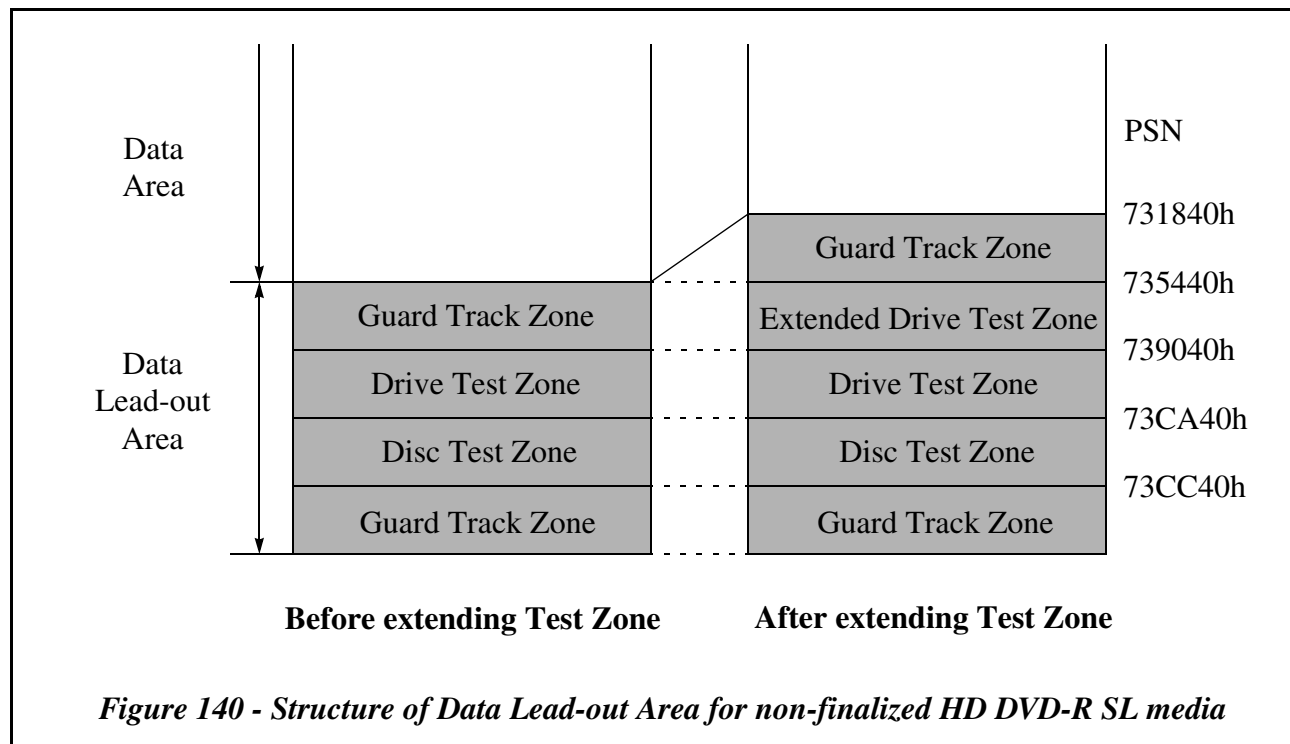 Data
Area
Data
Lead-out
Area
Guard Track Zone
Drive Test Zone
Disc Test Zone
Guard Track Zone
Before extending Test Zone
Guard Track Zone
Extended Drive Test Zone
Drive Test Zone
Disc Test Zone
Guard Track Zone
After extending Test Zone
PSN
731840h
735440h
739040h
73CA40h
73CC40h
Figure 140 - Structure of Data Lead-out Area for non-finalized HD DVD-R SL media